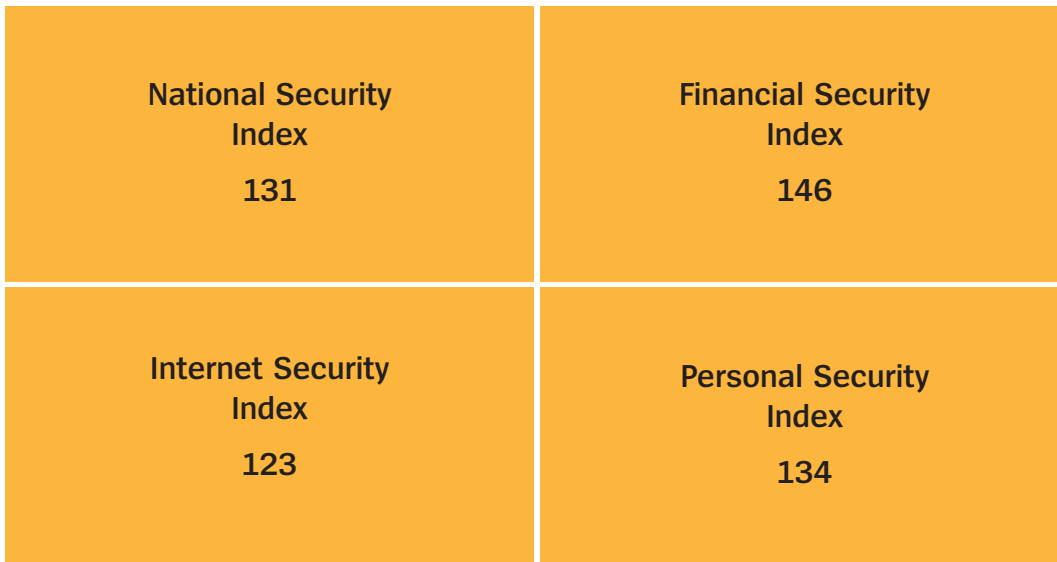 National Security
Index
131
Financial Security
Index
146
Internet Security
Index
123
Personal Security
Index
134